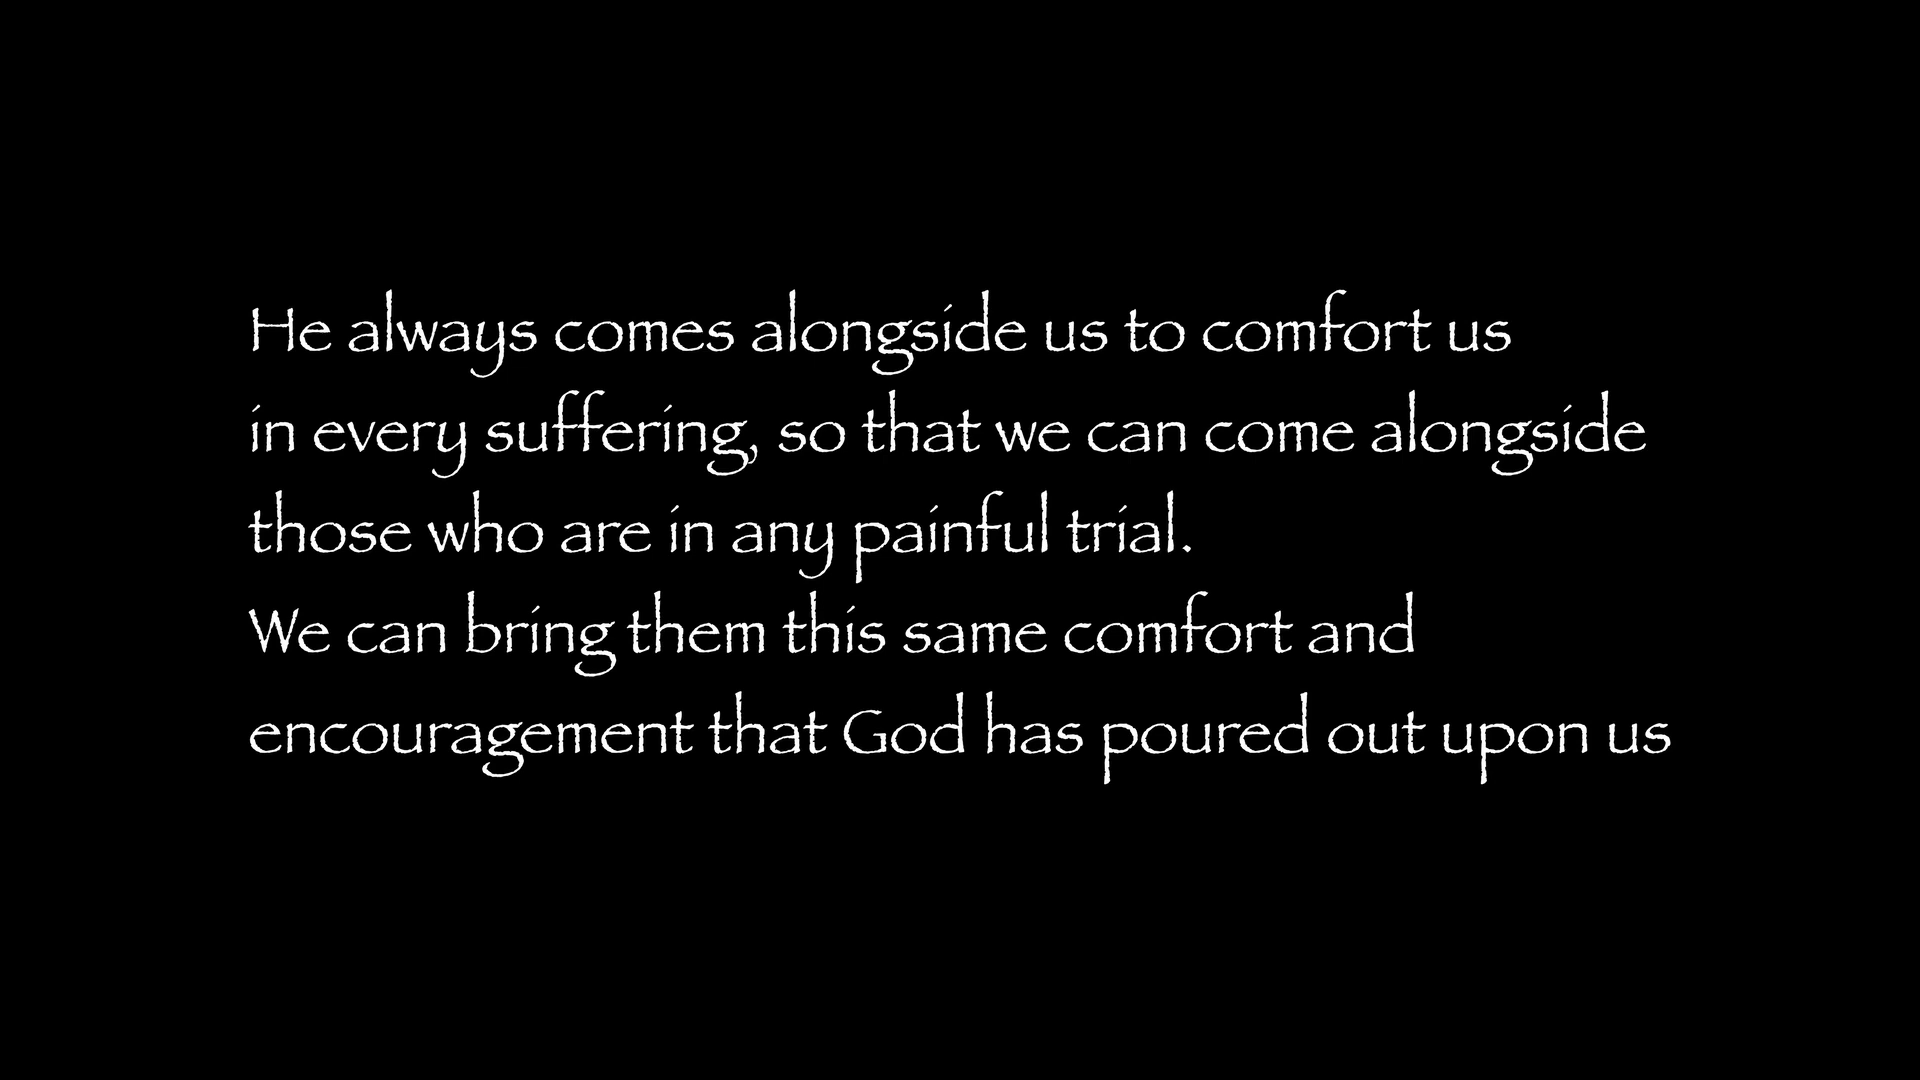 He always comes alongside us to comfort us
in every suffering, so that we can come alongside
those who are in any painful trial.
We can bring them this same comfort and
encouragement that God has poured out upon us